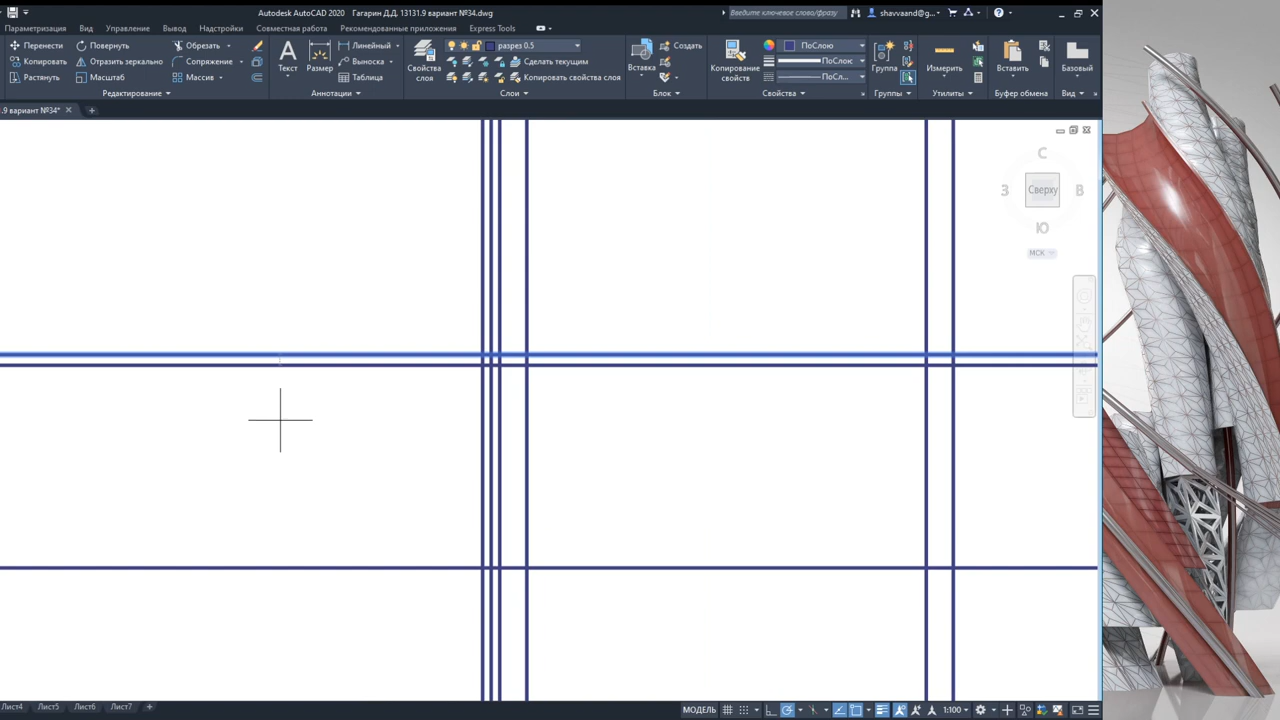 Autodesk AutoCAD 2020 Гагарин Д.Д. 13131.9 вариант №34.dwg
Введите ключевое слово/фразу
shavvaand@g...
Параметризация Вид Управление Вывод Надстройки Совместная работа Рекомендованные приложения Express Tools
Перенести Повернуть Обрезать
Копировать Отразить зеркально Сопряжение
Растянуть Масштаб Массив
Редактирование
Текст
Размер
Линейный
Выноска
Таблица
Аннотации
Свойства слоя
разрез 0.5
Сделать текущим
Копировать свойства слоя
Слои
Вставка
Создать
Блок
Копирование свойств
ПоСлою
ПоСлою
ПоСл...
Свойства
Группа
Группы
Измерить
Утилиты
Вставить
Буфер обмена
Базовый
Вид
.9 вариант №34*
С
З Сверху В
Ю
МСК
Лист4 Лист5 Лист6 Лист7
МОДЕЛЬ 1:100